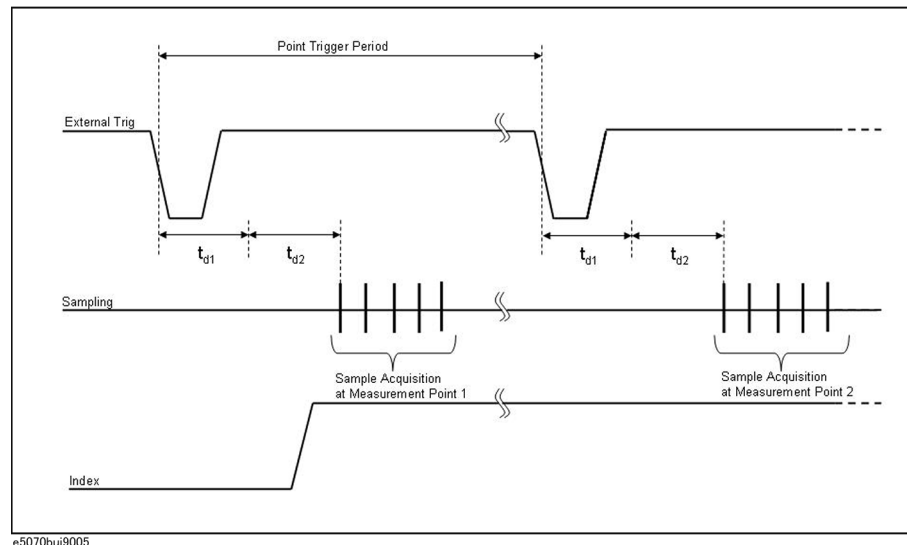 Point Trigger Period
External Trig
td1
td2
td1
td2
Sampling
Sample Acquisition
at Measurement Point 1
Sample Acquisition
at Measurement Point 2
Index
e5070buj9005